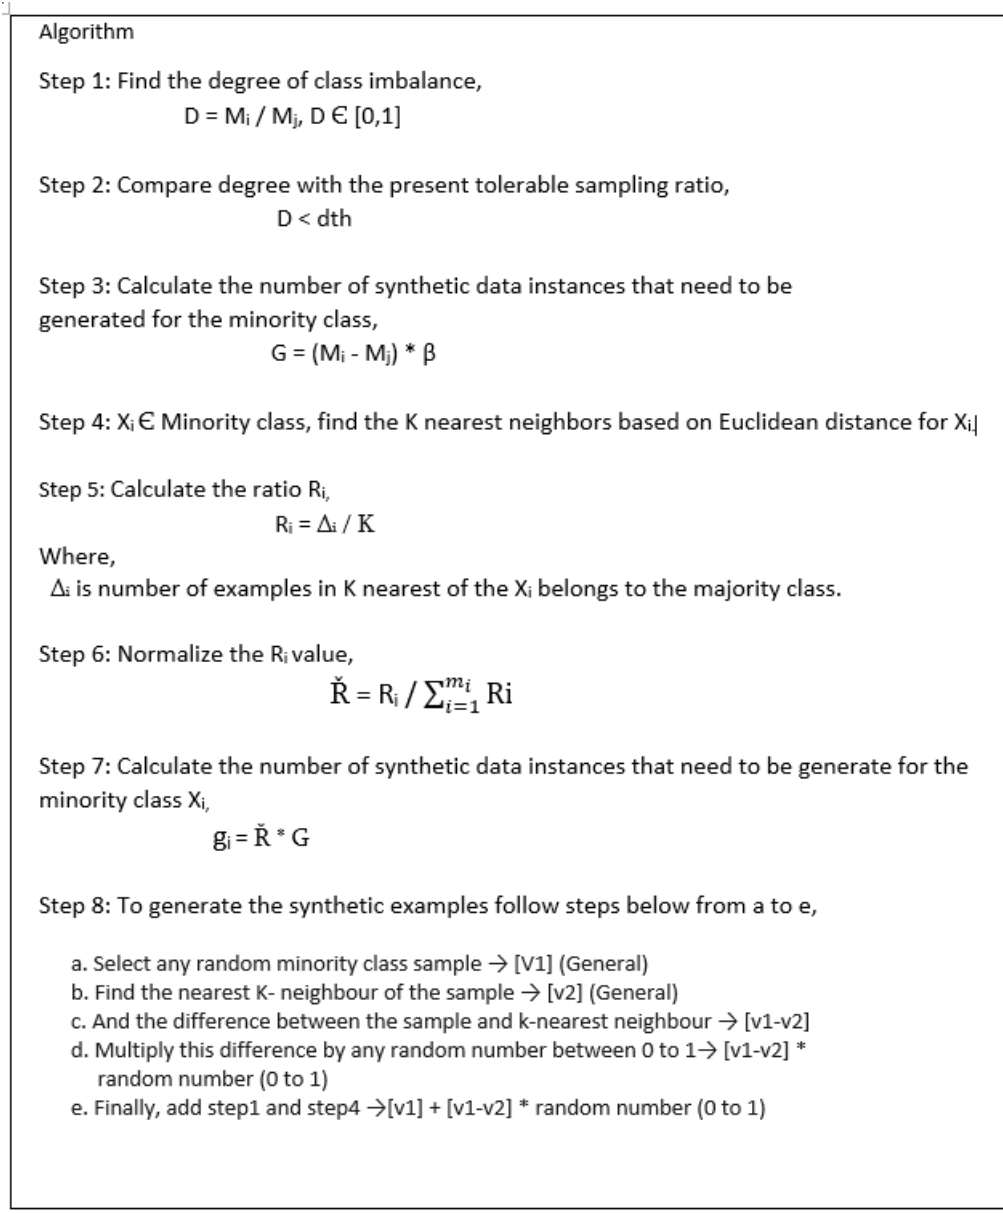 Algorithm
Step 1: Find the degree of class imbalance,
D = Mᵢ / Mⱼ, D Є [0,1]
Step 2: Compare degree with the present tolerable sampling ratio,
D < dth
Step 3: Calculate the number of synthetic data instances that need to be
generated for the minority class,
G = (Mᵢ - Mⱼ) * β
Step 4: Xᵢ Є Minority class, find the K nearest neighbors based on Euclidean distance for Xᵢ.
Step 5: Calculate the ratio Rᵢ,
Rᵢ = Δᵢ / K
Where,
Δᵢ is number of examples in K nearest of the Xᵢ belongs to the majority class.
Step 6: Normalize the Rᵢ value,
Ř = Rᵢ / ∑_{i=1}^{m_i} Ri
Step 7: Calculate the number of synthetic data instances that need to be generate for the
minority class Xᵢ,
gᵢ = Ř * G
Step 8: To generate the synthetic examples follow steps below from a to e,
a. Select any random minority class sample → [V1] (General)
b. Find the nearest K- neighbour of the sample → [v2] (General)
c. And the difference between the sample and k-nearest neighbour → [v1-v2]
d. Multiply this difference by any random number between 0 to 1→ [v1-v2] *
random number (0 to 1)
e. Finally, add step1 and step4 →[v1] + [v1-v2] * random number (0 to 1)